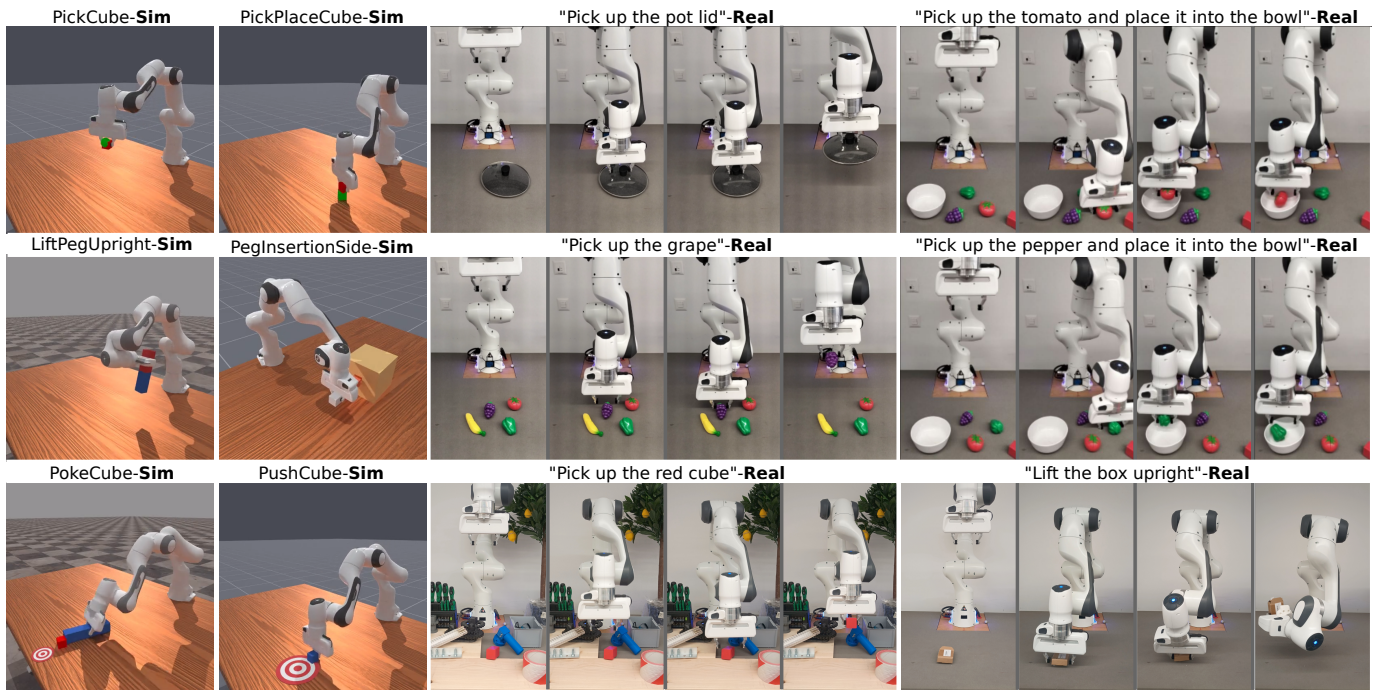 PickCube-Sim
PickPlaceCube-Sim
"Pick up the pot lid"-Real
"Pick up the tomato and place it into the bowl"-Real
LiftPegUpright-Sim
PegInsertionSide-Sim
"Pick up the grape"-Real
"Pick up the pepper and place it into the bowl"-Real
PokeCube-Sim
PushCube-Sim
"Pick up the red cube"-Real
"Lift the box upright"-Real